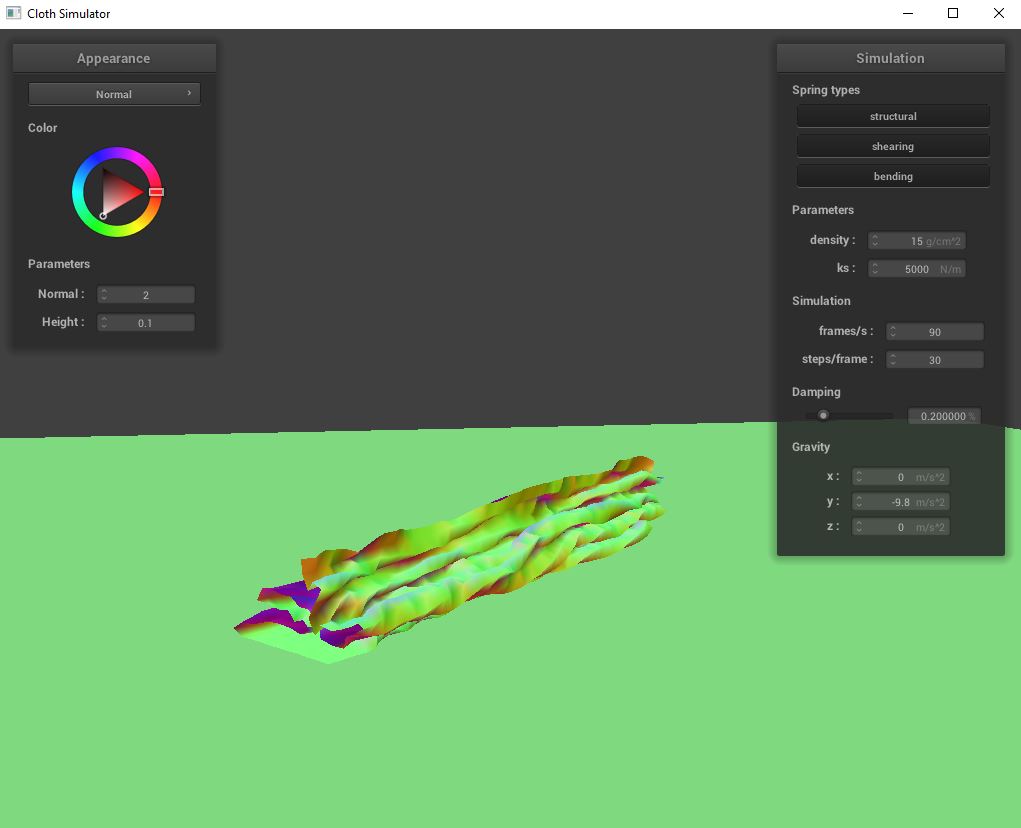 Cloth Simulator
Appearance
Normal
Color
Parameters
Normal : 2
Height : 0.1
Simulation
Spring types
structural
shearing
bending
Parameters
density : 15 g/cm^2
ks : 5000 N/m
Simulation
frames/s : 90
steps/frame : 30
Damping
0.200000 %
Gravity
x : 0 m/s^2
y : -9.8 m/s^2
z : 0 m/s^2